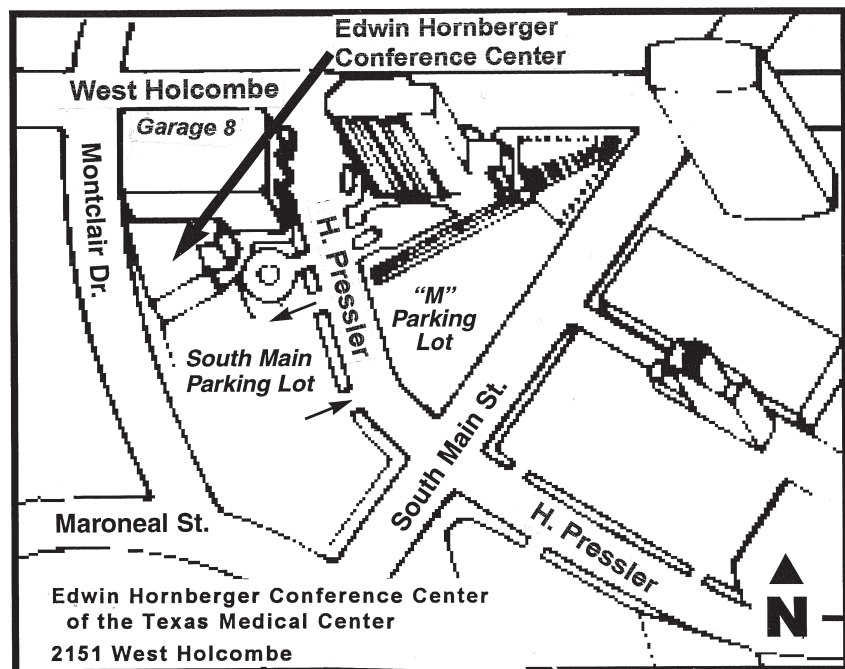 Edwin Hornberger
Conference Center
West Holcombe
Garage 8
Montclair Dr.
H. Pressler
"M"
Parking
Lot
South Main
Parking Lot
South Main St.
Maroneal St.
H. Pressler
Edwin Hornberger Conference Center
of the Texas Medical Center
2151 West Holcombe
N